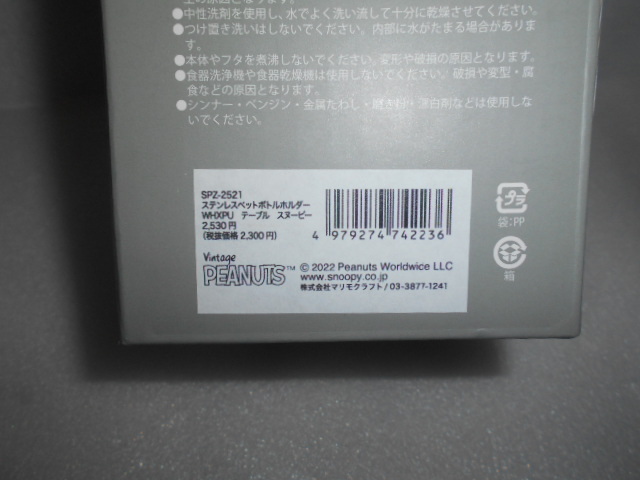 ●中性洗剤を使用し、水でよく洗い流して十分に乾燥させてください。
●つけ置き洗いはしないでください。内部に水がたまる場合があります。
●本体やフタを煮沸しないでください。変形や破損の原因となります。
●食器洗浄機や食器乾燥機は使用しないでください。破損や変型・腐
食などの原因となります。
●シンナー・ベンジン・金属たわし・磨き粉・漂白剤などは使用しな
いでください。
SPZ-2521
ステンレスペットボトルホルダー
WHXPU テーブル スヌーピー
2,530円
(税抜価格 2,300円)
4 979274 742236
Vintage
PEANUTS™
© 2022 Peanuts Worldwice LLC
www.snoopy.co.jp
株式会社マリモクラフト/03-3877-1241
プラ
袋:PP
箱